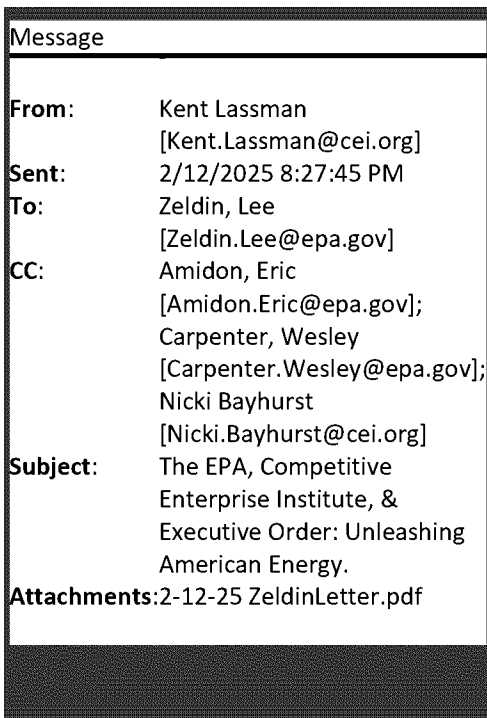 Message
From: Kent Lassman
[Kent.Lassman@cei.org]
Sent: 2/12/2025 8:27:45 PM
To: Zeldin, Lee
[Zeldin.Lee@epa.gov]
CC: Amidon, Eric
[Amidon.Eric@epa.gov];
Carpenter, Wesley
[Carpenter.Wesley@epa.gov];
Nicki Bayhurst
[Nicki.Bayhurst@cei.org]
Subject: The EPA, Competitive
Enterprise Institute, &
Executive Order: Unleashing
American Energy.
Attachments:2-12-25 ZeldinLetter.pdf